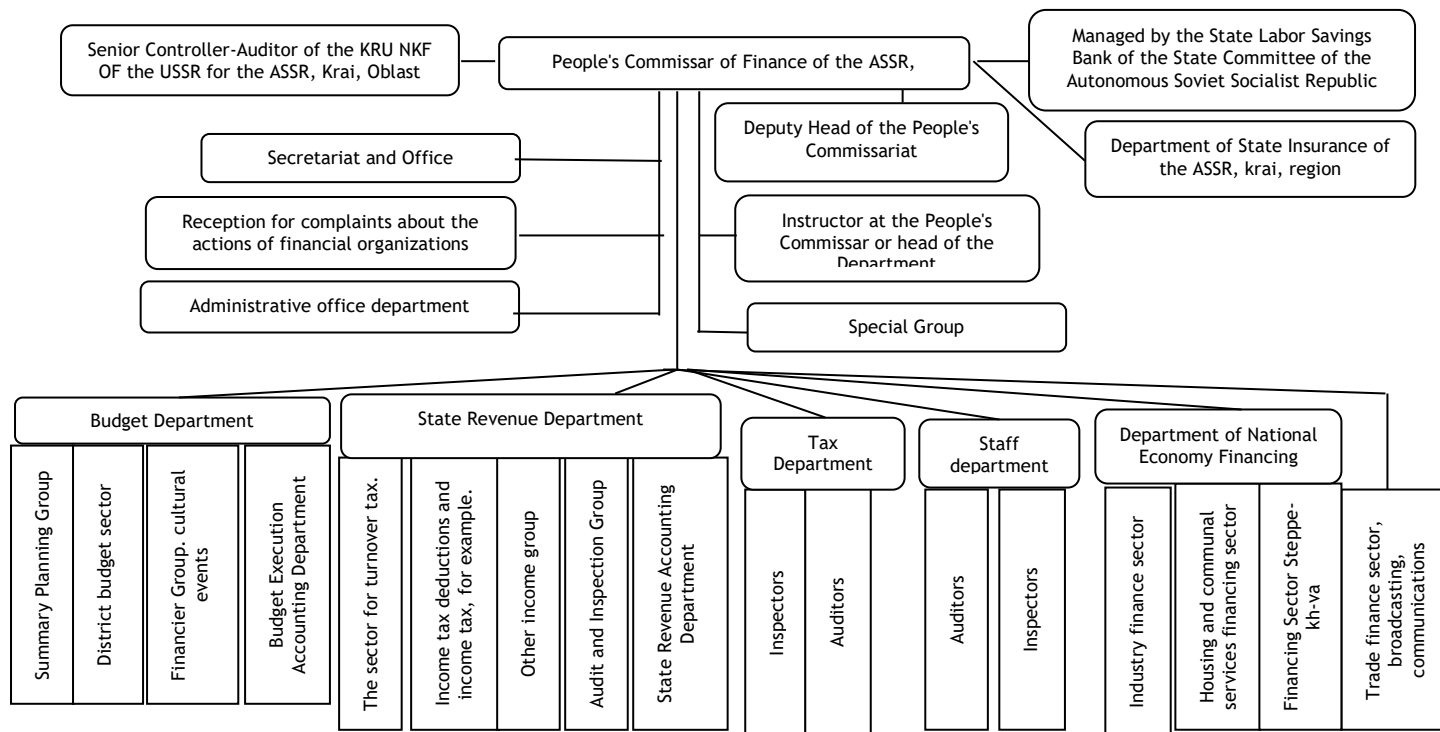 Senior Controller-Auditor of the KRU NKF
OF the USSR for the ASSR, Krai, Oblast
People's Commissar of Finance of the ASSR,
Managed by the State Labor Savings
Bank of the State Committee of the
Autonomous Soviet Socialist Republic
Deputy Head of the People's
Commissariat
Department of State Insurance of
the ASSR, krai, region
Secretariat and Office
Reception for complaints about the
actions of financial organizations
Instructor at the People's
Commissar or head of the
Department
Administrative office department
Special Group
Budget Department
State Revenue Department
Tax
Department
Staff
department
Department of National
Economy Financing
Summary Planning Group
District budget sector
Financier Group. cultural
events
Budget Execution
Accounting Department
The sector for turnover tax.
Income tax deductions and
income tax, for example.
Other income group
Audit and Inspection Group
State Revenue Accounting
Department
Inspectors
Auditors
Auditors
Inspectors
Industry finance sector
Housing and communal
services financing sector
Financing Sector Steppe-
kh-va
Trade finance sector,
broadcasting,
communications